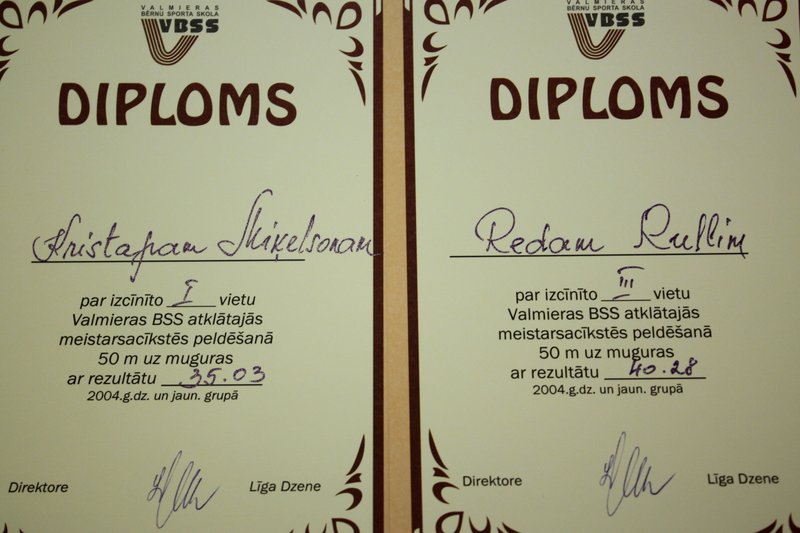 VALMIERAS
BĒRNU SPORTA SKOLA
VBSS
DIPLOMS
Kristapam Miķelsonam
par izcīnīto I vietu
Valmieras BSS atklātajās
meistarsacīkstēs peldēšanā
50 m uz muguras
ar rezultātu 35.03
2004.g.dz. un jaun. grupā
Direktore Līga Dzene
VALMIERAS
BĒRNU SPORTA SKOLA
VBSS
DIPLOMS
Redam Rullim
par izcīnīto III vietu
Valmieras BSS atklātajās
meistarsacīkstēs peldēšanā
50 m uz muguras
ar rezultātu 40.28
2004.g.dz. un jaun. grupā
Direktore Līga Dzene